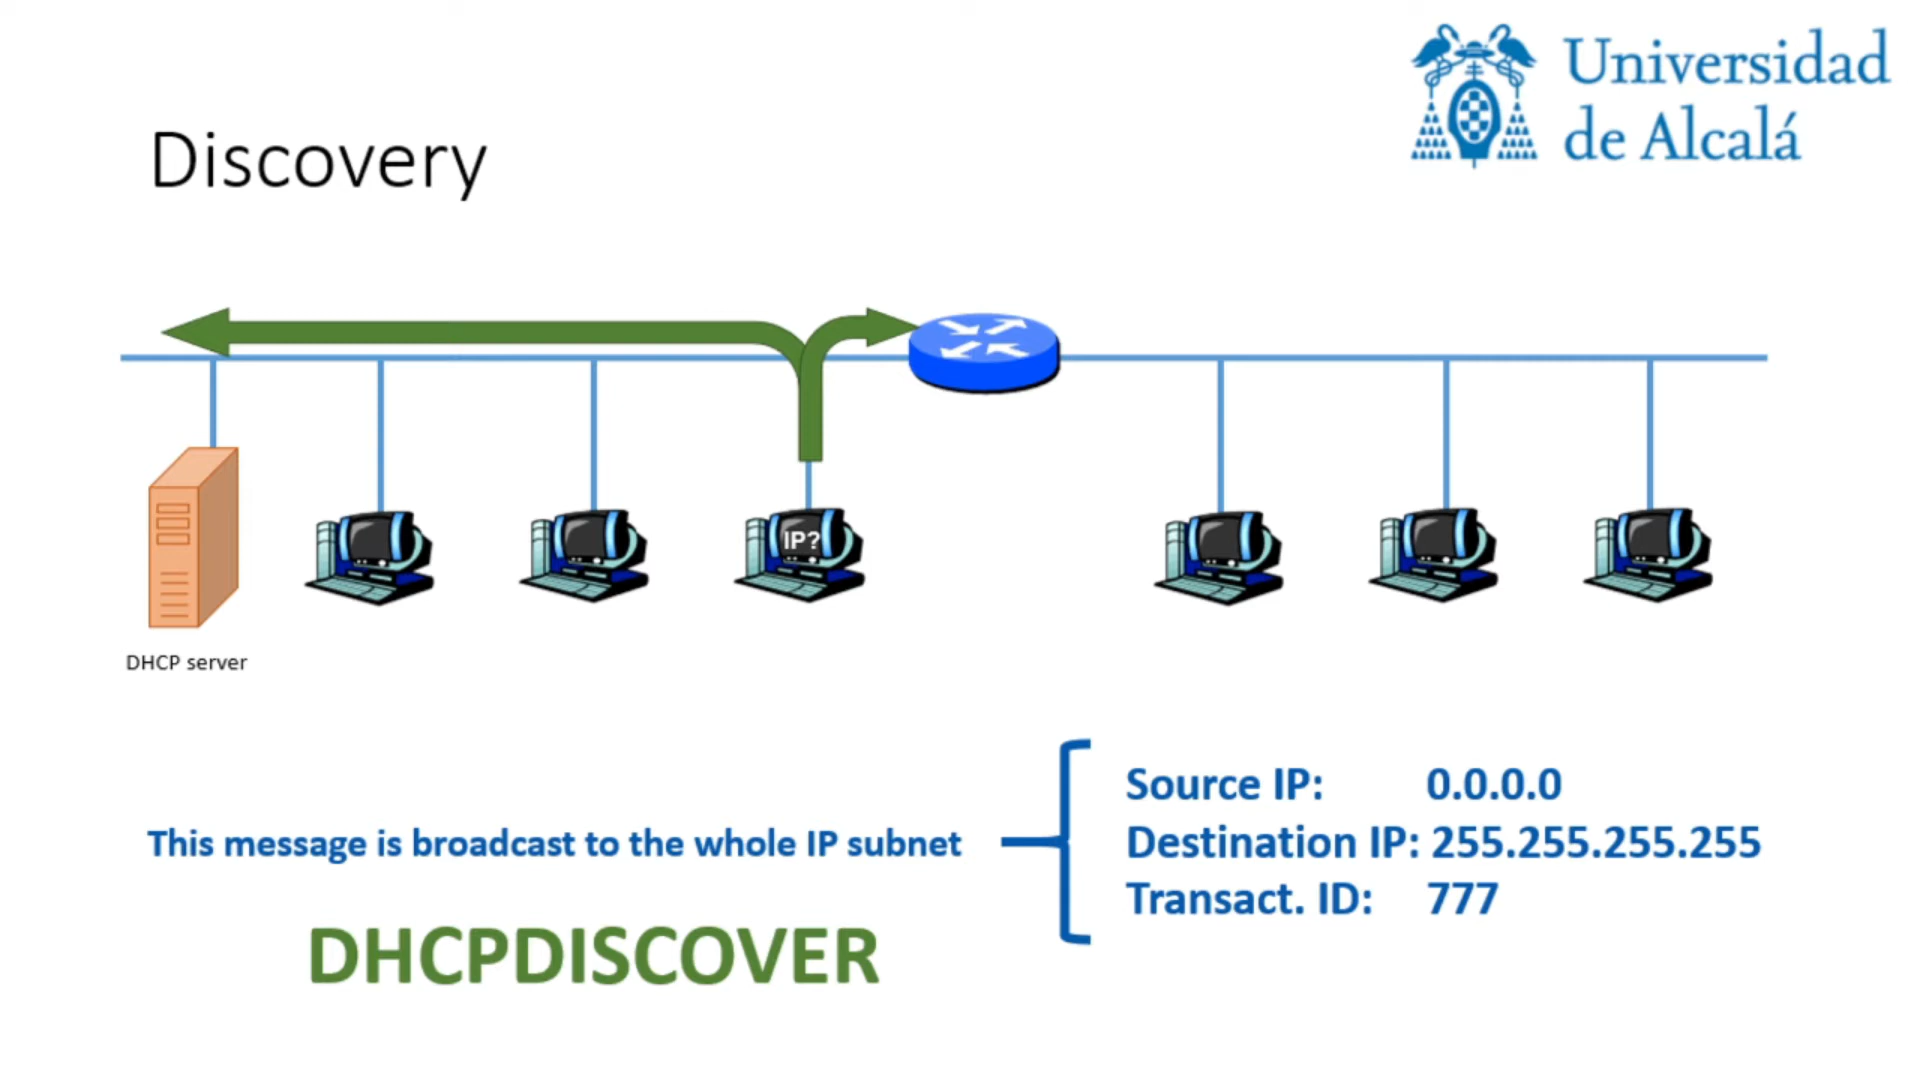 Universidad
de Alcalá
Discovery
IP?
DHCP server
This message is broadcast to the whole IP subnet
Source IP: 0.0.0.0
Destination IP: 255.255.255.255
Transact. ID: 777
DHCPDISCOVER